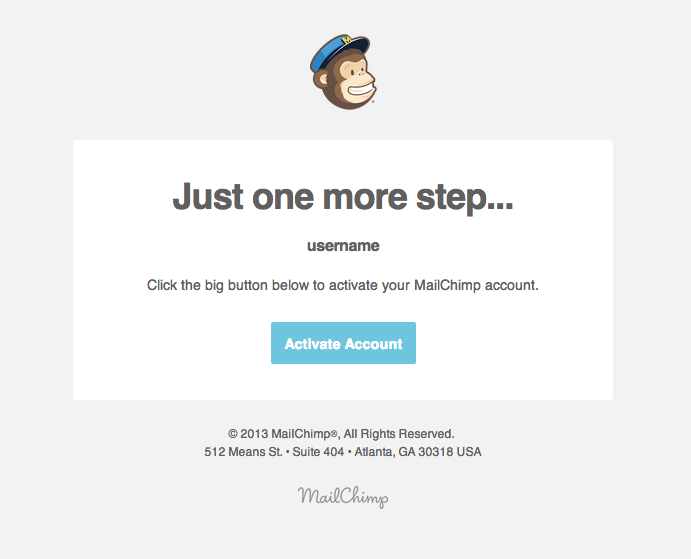 M
Just one more step...
username
Click the big button below to activate your MailChimp account.
Activate Account
© 2013 MailChimp®, All Rights Reserved.
512 Means St. • Suite 404 • Atlanta, GA 30318 USA
MailChimp